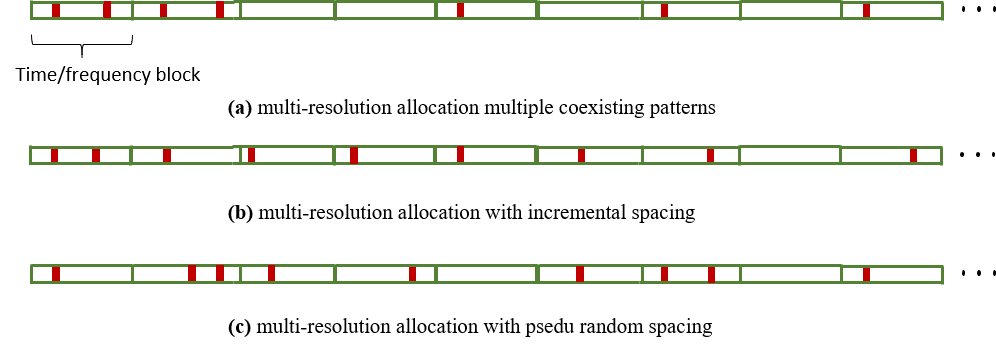 Time/frequency block
(a) multi-resolution allocation multiple coexisting patterns
(b) multi-resolution allocation with incremental spacing
(c) multi-resolution allocation with psedu random spacing